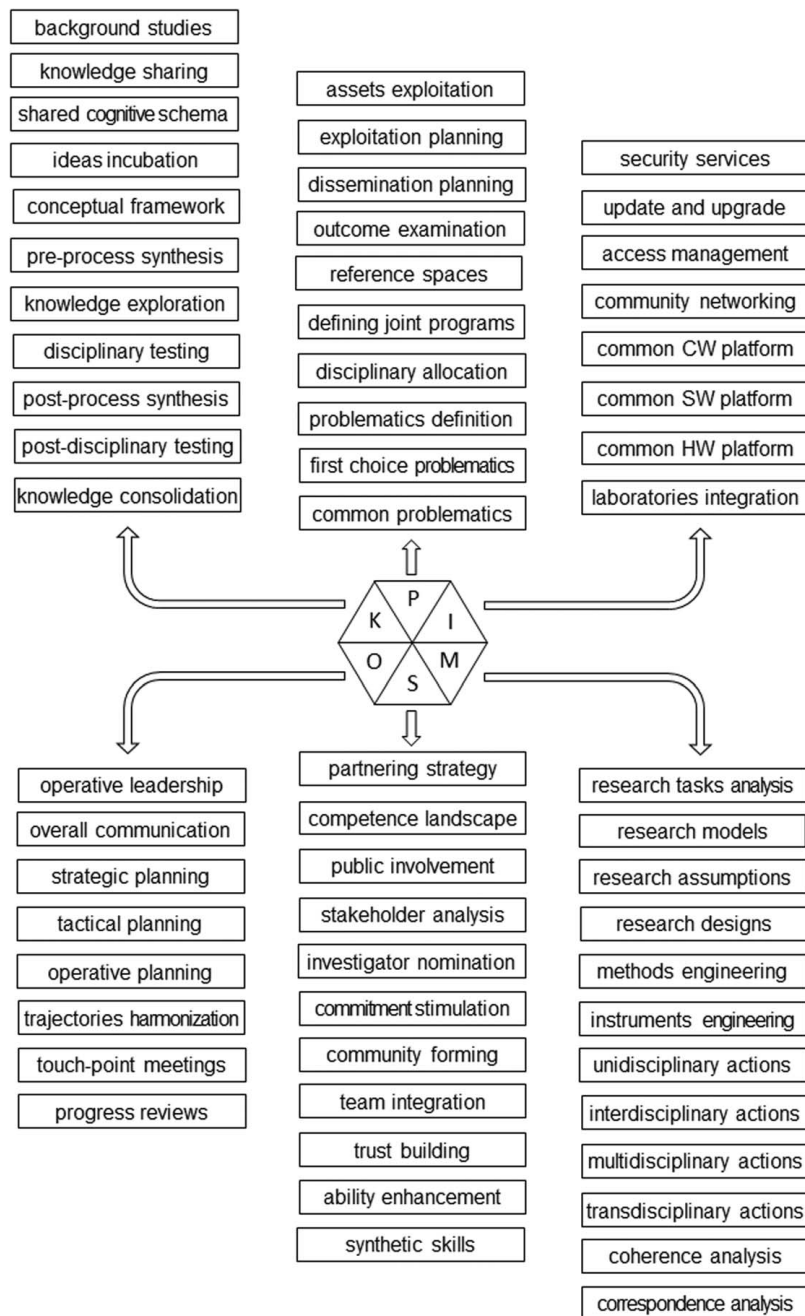 background studies
knowledge sharing
shared cognitive schema
ideas incubation
conceptual framework
pre-process synthesis
knowledge exploration
disciplinary testing
post-process synthesis
post-disciplinary testing
knowledge consolidation
assets exploitation
exploitation planning
dissemination planning
outcome examination
reference spaces
defining joint programs
disciplinary allocation
problematics definition
first choice problematics
common problematics
security services
update and upgrade
access management
community networking
common CW platform
common SW platform
common HW platform
laboratories integration
P
K
I
O
M
S
operative leadership
overall communication
strategic planning
tactical planning
operative planning
trajectories harmonization
touch-point meetings
progress reviews
partnering strategy
competence landscape
public involvement
stakeholder analysis
investigator nomination
commitment stimulation
community forming
team integration
trust building
ability enhancement
synthetic skills
research tasks analysis
research models
research assumptions
research designs
methods engineering
instruments engineering
unidisciplinary actions
interdisciplinary actions
multidisciplinary actions
transdisciplinary actions
coherence analysis
correspondence analysis